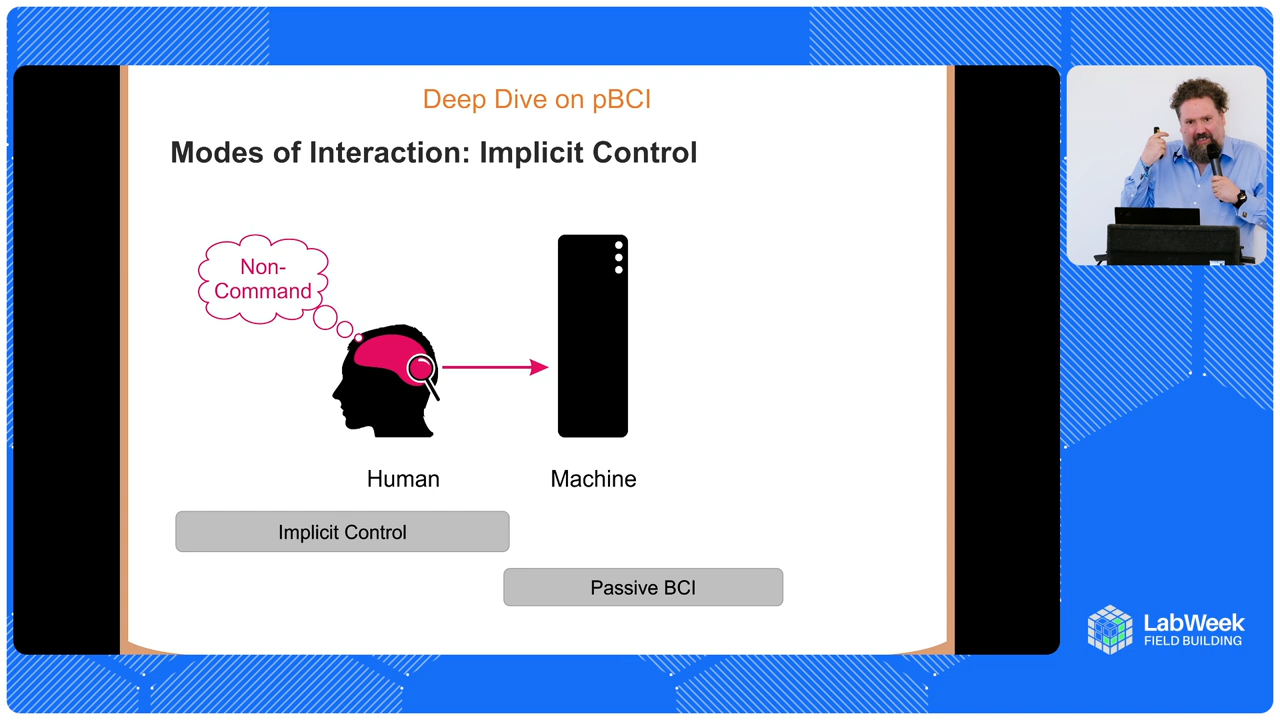 Deep Dive on pBCI
Modes of Interaction: Implicit Control
Non-
Command
Human
Machine
Implicit Control
Passive BCI
LabWeek
FIELD BUILDING